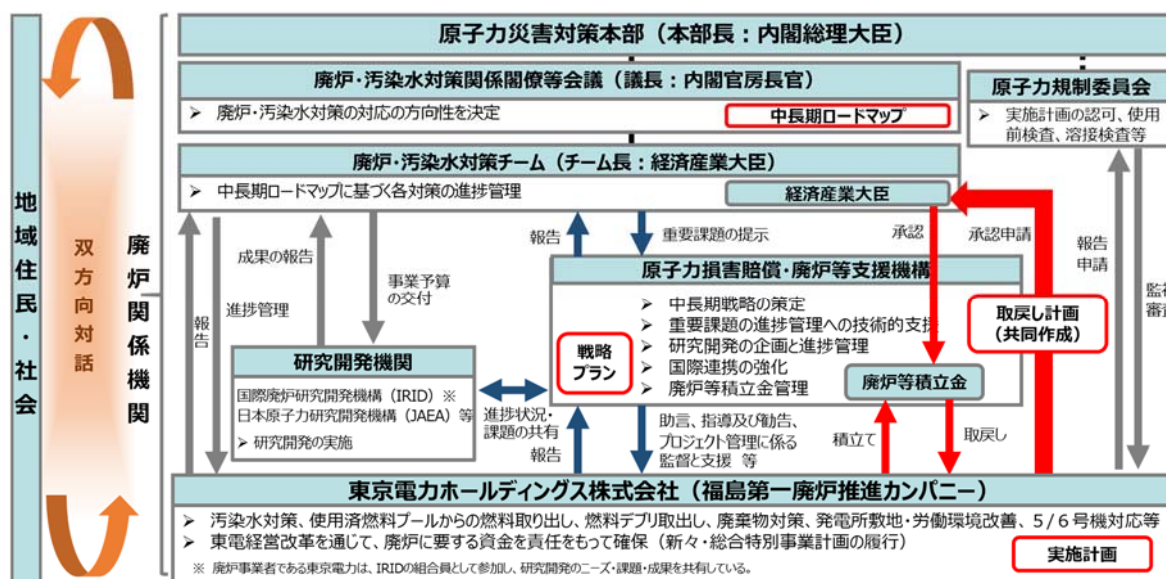 原子力災害対策本部（本部長：内閣総理大臣）
廃炉・汚染水対策関係閣僚等会議（議長：内閣官房長官）
➢ 廃炉・汚染水対策の対応の方向性を決定
中長期ロードマップ
原子力規制委員会
➢ 実施計画の認可、使用
前検査、溶接検査等
廃炉・汚染水対策チーム（チーム長：経済産業大臣）
➢ 中長期ロードマップに基づく各対策の進捗管理
経済産業大臣
地域住民・社会
双方向対話
廃炉関係機関
報告
進捗管理
成果の報告
事業予算
の交付
報告
重要課題の提示
承認
承認申請
報告
申請
監視
審査
原子力損害賠償・廃炉等支援機構
➢ 中長期戦略の策定
➢ 重要課題の進捗管理への技術的支援
➢ 研究開発の企画と進捗管理
➢ 国際連携の強化
➢ 廃炉等積立金管理
戦略
プラン
廃炉等積立金
取戻し計画
（共同作成）
研究開発機関
国際廃炉研究開発機構（IRID）※
日本原子力研究開発機構（JAEA）等
➢ 研究開発の実施
進捗状況・
課題の共有
報告
助言、指導及び勧告、
プロジェクト管理に係る
監督と支援 等
積立て
取戻し
東京電力ホールディングス株式会社（福島第一廃炉推進カンパニー）
➢ 汚染水対策、使用済燃料プールからの燃料取り出し、燃料デブリ取出し、廃棄物対策、発電所敷地・労働環境改善、５/６号機対応等
➢ 東電経営改革を通じて、廃炉に要する資金を責任をもって確保（新々・総合特別事業計画の履行）
実施計画
※ 廃炉事業者である東京電力は、IRIDの組合員として参加し、研究開発のニーズ・課題・成果を共有している。